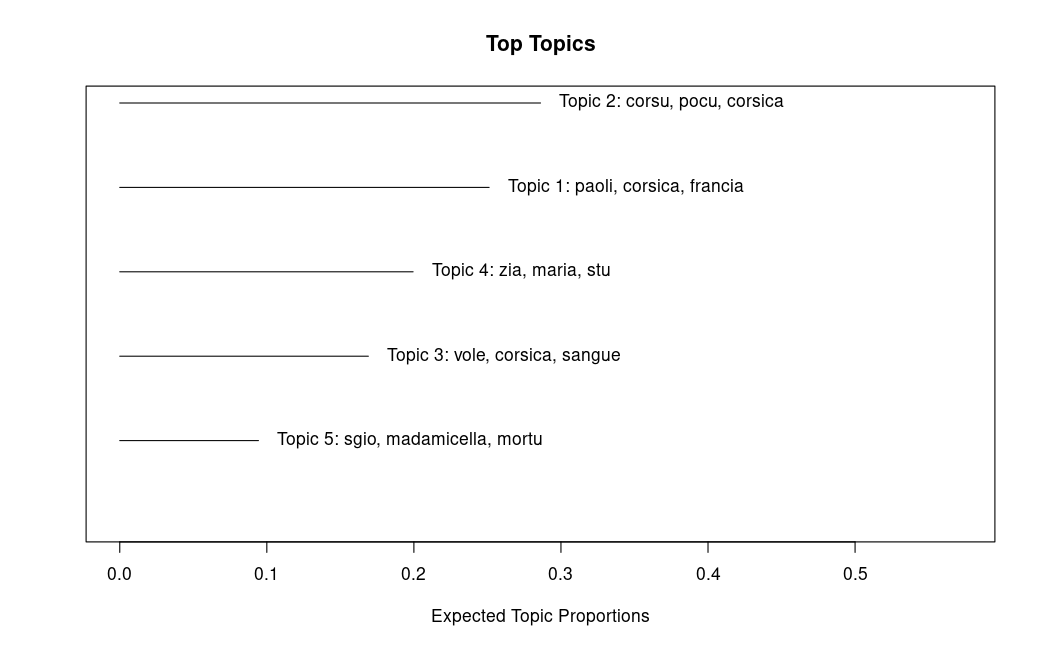 Top Topics
Topic 2: corsu, pocu, corsica
Topic 1: paoli, corsica, francia
Topic 4: zia, maria, stu
Topic 3: vole, corsica, sangue
Topic 5: sgio, madamicella, mortu
0.0 0.1 0.2 0.3 0.4 0.5
Expected Topic Proportions